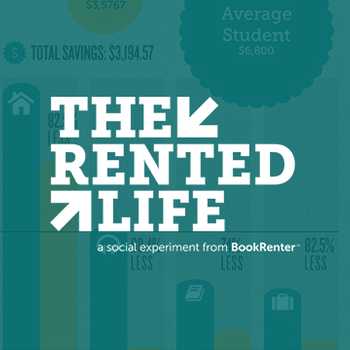 $3,5767
Average
Student
$6,800
$ TOTAL SAVINGS: $3,194.57
THE
RENTED
LIFE
a social experiment from BookRenter™
LESS
82.5%
LESS
LESS